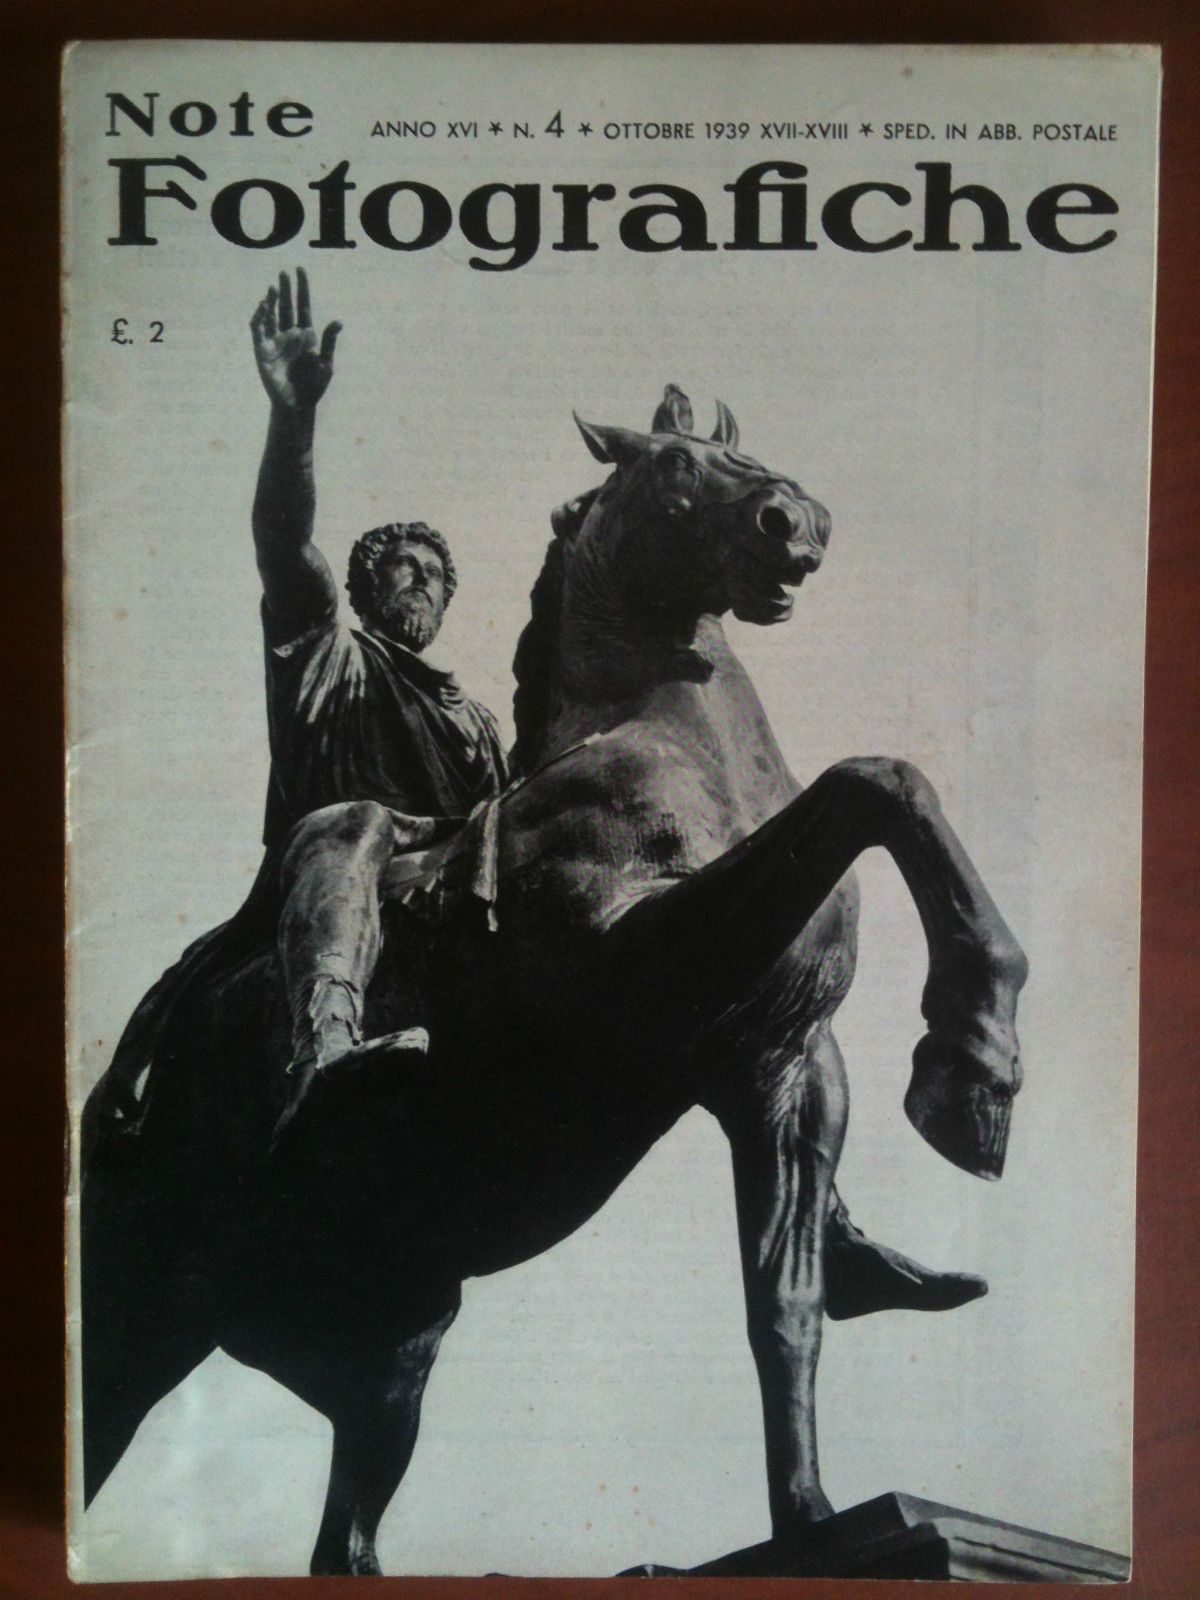 Note
ANNO XVI * N. 4 * OTTOBRE 1939 XVII-XVIII * SPED. IN ABB. POSTALE
Fotografiche
£. 2